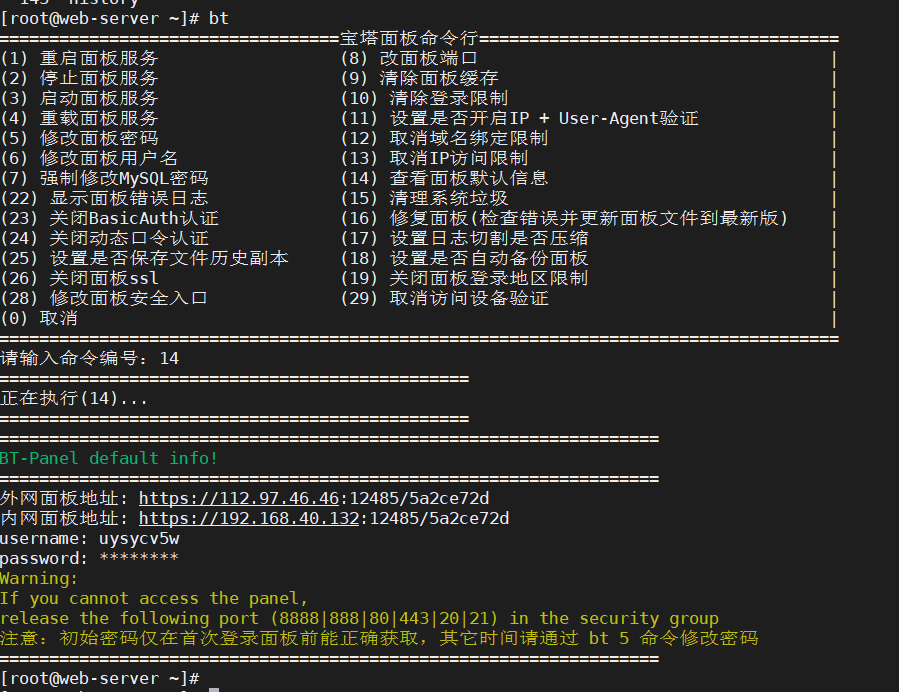 143 history
[root@web-server ~]# bt
==================================宝塔面板命令行====================================
(1) 重启面板服务                  (8) 改面板端口                                    |
(2) 停止面板服务                  (9) 清除面板缓存                                  |
(3) 启动面板服务                  (10) 清除登录限制                                 |
(4) 重载面板服务                  (11) 设置是否开启IP + User-Agent验证              |
(5) 修改面板密码                  (12) 取消域名绑定限制                             |
(6) 修改面板用户名                (13) 取消IP访问限制                               |
(7) 强制修改MySQL密码             (14) 查看面板默认信息                             |
(22) 显示面板错误日志             (15) 清理系统垃圾                                 |
(23) 关闭BasicAuth认证            (16) 修复面板(检查错误并更新面板文件到最新版)     |
(24) 关闭动态口令认证             (17) 设置日志切割是否压缩                         |
(25) 设置是否保存文件历史副本     (18) 设置是否自动备份面板                         |
(26) 关闭面板ssl                  (19) 关闭面板登录地区限制                         |
(28) 修改面板安全入口             (29) 取消访问设备验证                             |
(0) 取消                                                                            |
====================================================================================
请输入命令编号：14
===============================================
正在执行(14)...
===============================================
==================================================================
BT-Panel default info!
==================================================================
外网面板地址: https://112.97.46.46:12485/5a2ce72d
内网面板地址: https://192.168.40.132:12485/5a2ce72d
username: uysycv5w
password: ********
Warning:
If you cannot access the panel,
release the following port (8888|888|80|443|20|21) in the security group
注意：初始密码仅在首次登录面板前能正确获取，其它时间请通过 bt 5 命令修改密码
==================================================================
[root@web-server ~]#